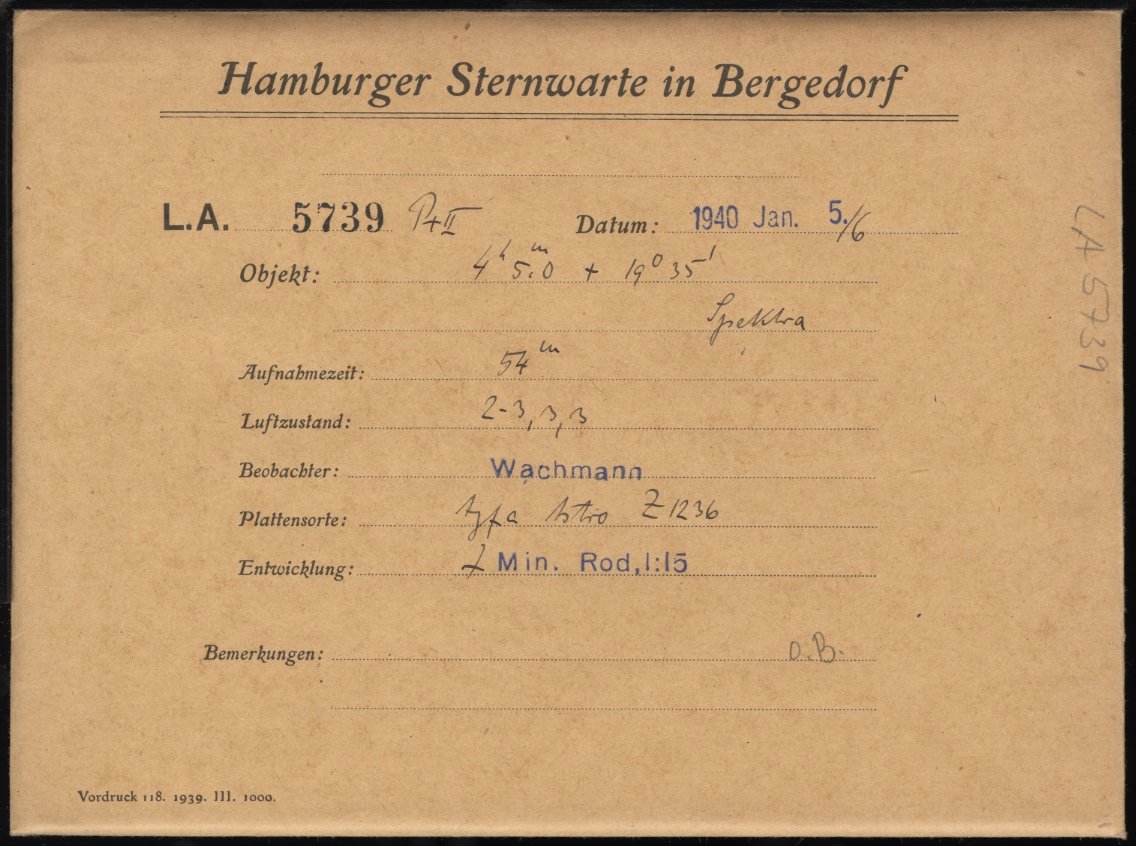 Hamburger Sternwarte in Bergedorf
L.A. 5739 P+II Datum: 1940 Jan. 5./6
Objekt: 4h 5.0m + 19° 35'
Spektra
Aufnahmezeit: 54m
Luftzustand: 2-3, 3, 3
Beobachter: Wachmann
Plattensorte: Agfa Astro Z 1236
Entwicklung: 7 Min. Rod. 1:15
Bemerkungen: o.B.
Vordruck 118. 1939. III. 1000.
LA 5739